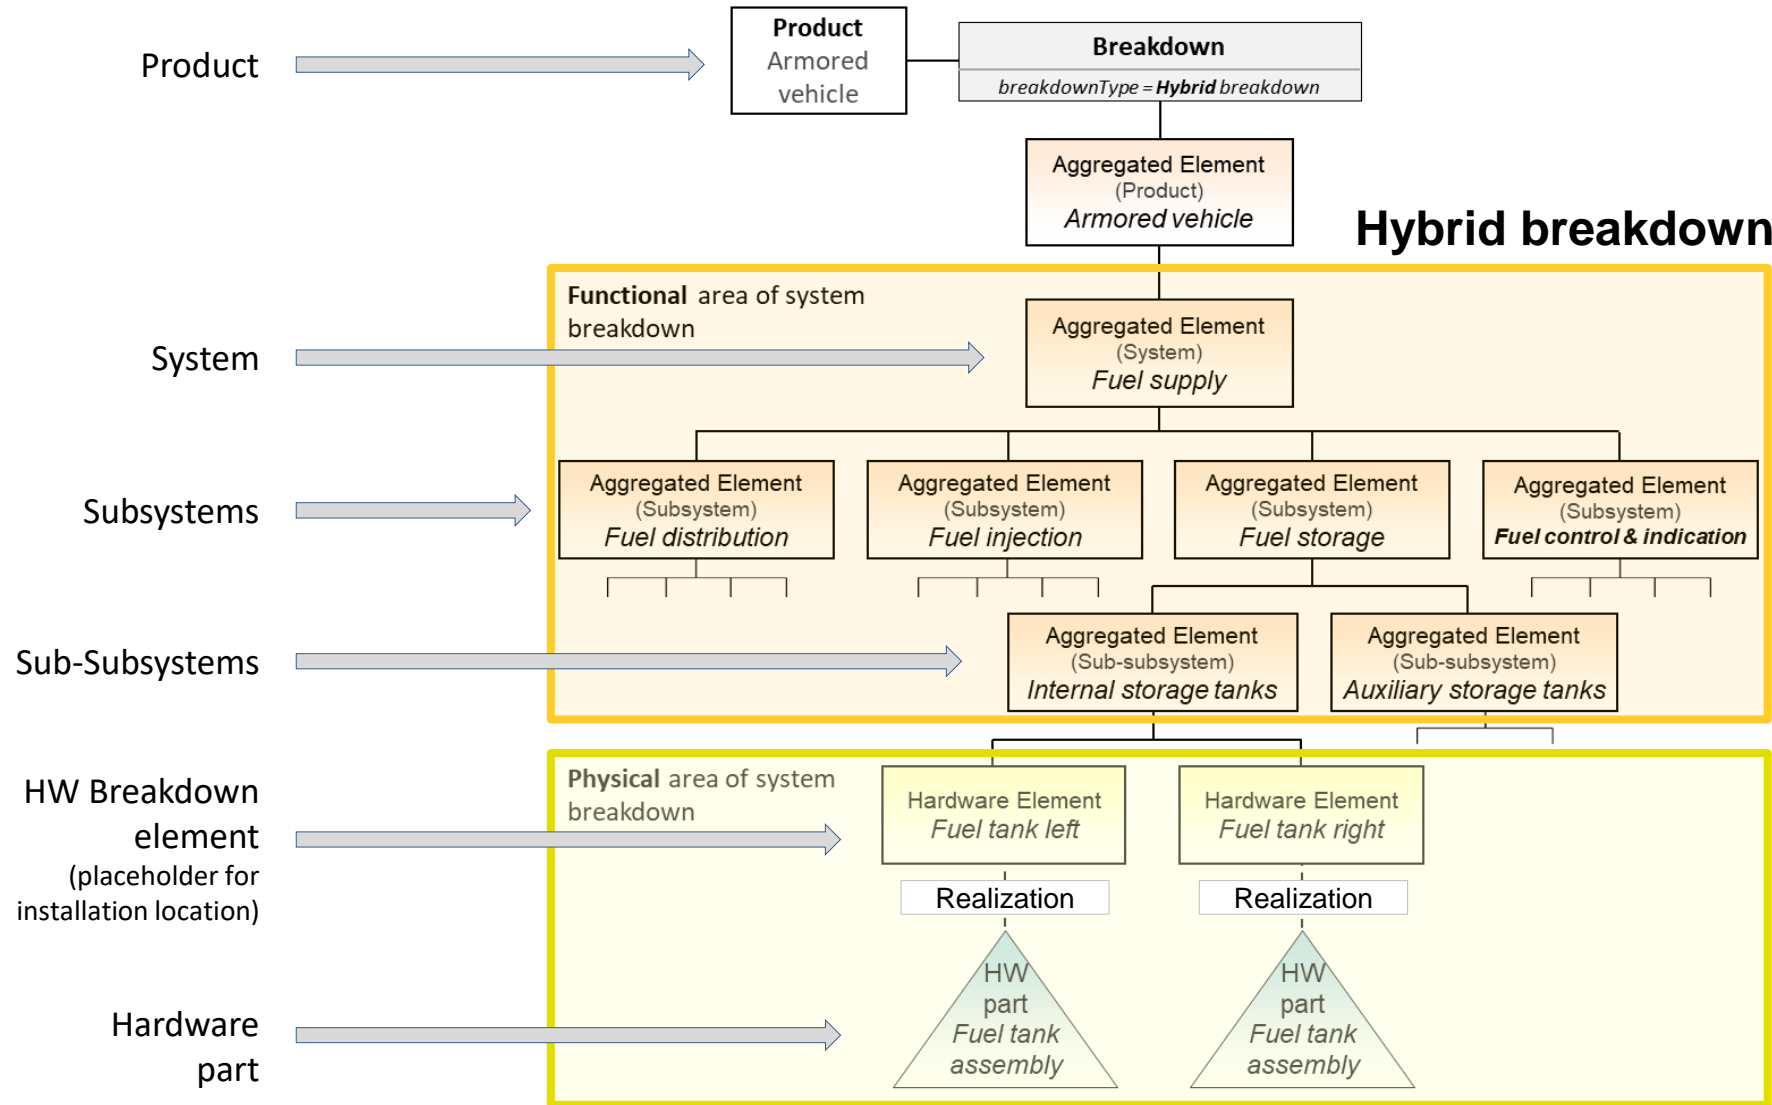 Product
Product
Armored
vehicle
Breakdown
breakdownType = Hybrid breakdown
Aggregated Element
(Product)
Armored vehicle
Hybrid breakdown
Functional area of system
breakdown
System
Aggregated Element
(System)
Fuel supply
Subsystems
Aggregated Element
(Subsystem)
Fuel distribution
Aggregated Element
(Subsystem)
Fuel injection
Aggregated Element
(Subsystem)
Fuel storage
Aggregated Element
(Subsystem)
Fuel control & indication
Sub-Subsystems
Aggregated Element
(Sub-subsystem)
Internal storage tanks
Aggregated Element
(Sub-subsystem)
Auxiliary storage tanks
Physical area of system
breakdown
HW Breakdown
element
(placeholder for
installation location)
Hardware Element
Fuel tank left
Hardware Element
Fuel tank right
Realization
Realization
Hardware
part
HW
part
Fuel tank
assembly
HW
part
Fuel tank
assembly